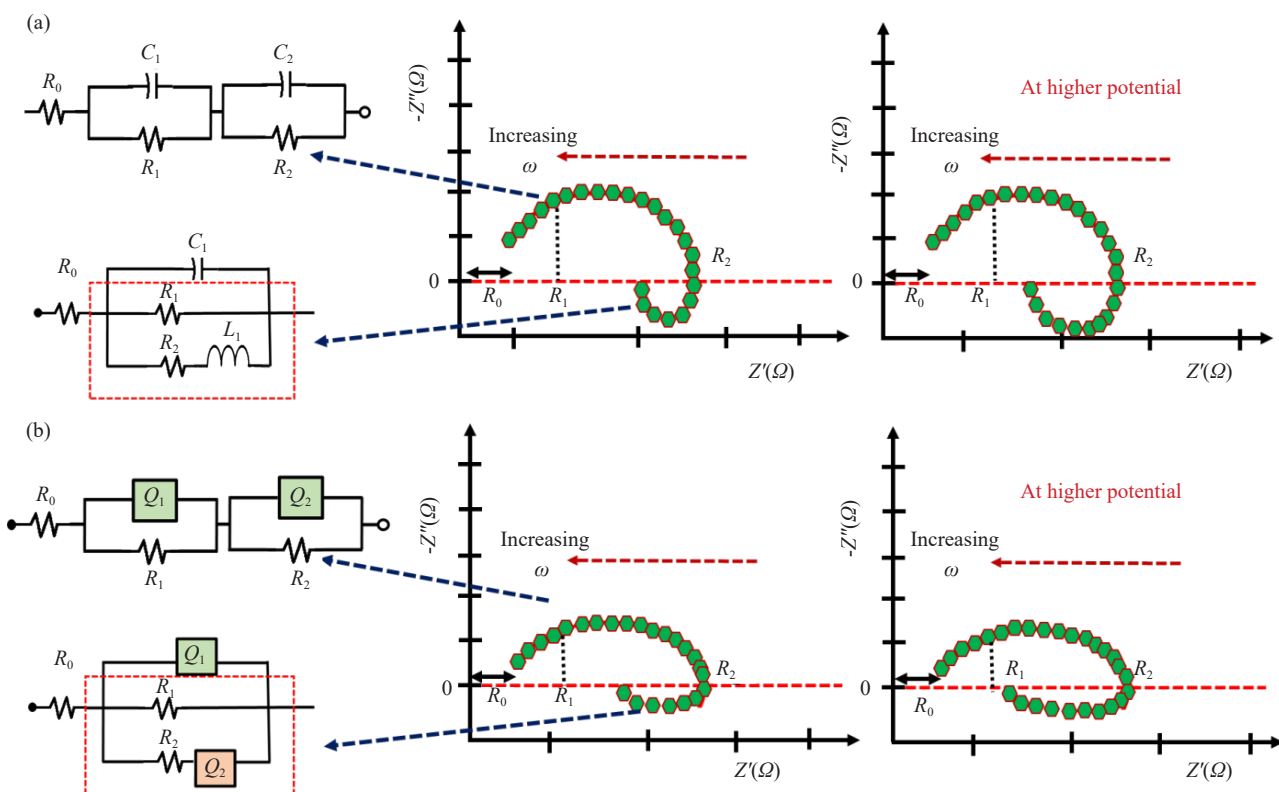 (a)
C₁
C₂
R₀
R₁
R₂
R₀
C₁
R₁
R₂
L₁
-Z''(Ω)
Increasing
ω
0
R₀
R₁
R₂
Z'(Ω)
-Z''(Ω)
At higher potential
Increasing
ω
0
R₀
R₁
R₂
Z'(Ω)
(b)
R₀
Q₁
Q₂
R₁
R₂
R₀
Q₁
R₁
R₂
Q₂
-Z''(Ω)
Increasing
ω
0
R₀
R₁
R₂
Z'(Ω)
-Z''(Ω)
At higher potential
Increasing
ω
0
R₀
R₁
R₂
Z'(Ω)